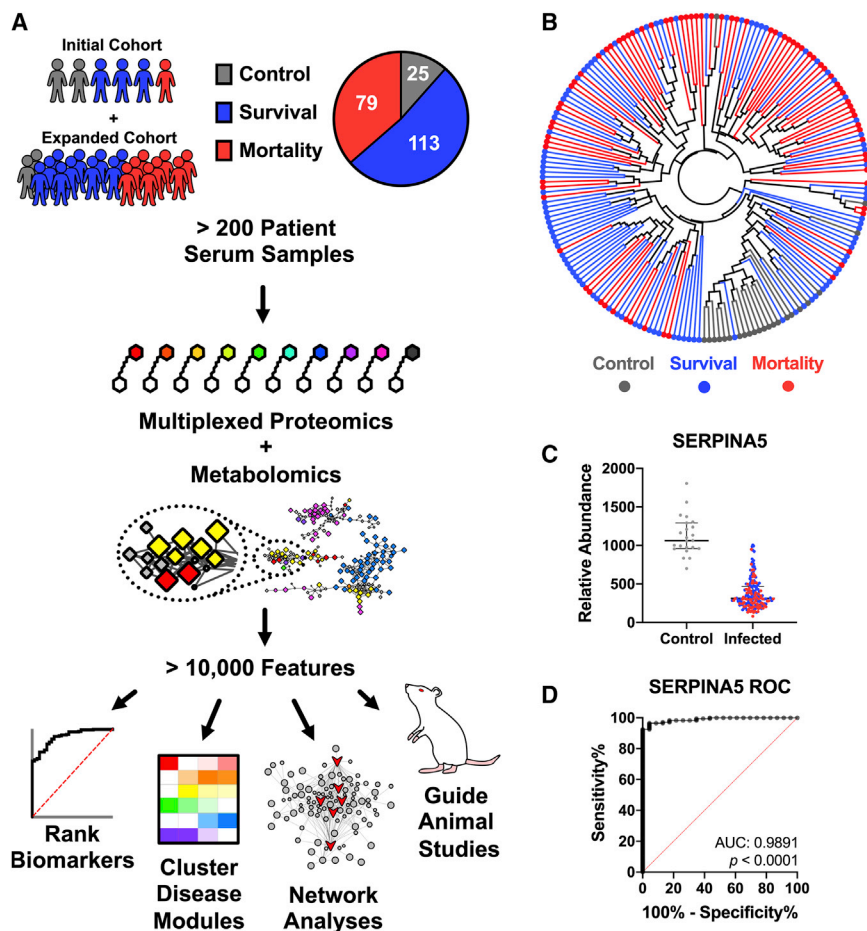 A
Initial Cohort
+
Expanded Cohort
Control
Survival
Mortality
25
79
113
> 200 Patient
Serum Samples
Multiplexed Proteomics
+
Metabolomics
> 10,000 Features
Rank
Biomarkers
Cluster
Disease
Modules
Network
Analyses
Guide
Animal
Studies
B
Control
Survival
Mortality
C
SERPINA5
Relative Abundance
2000
1500
1000
500
0
Control
Infected
D
SERPINA5 ROC
Sensitivity%
100
80
60
40
20
0
AUC: 0.9891
p < 0.0001
0 20 40 60 80 100
100% - Specificity%